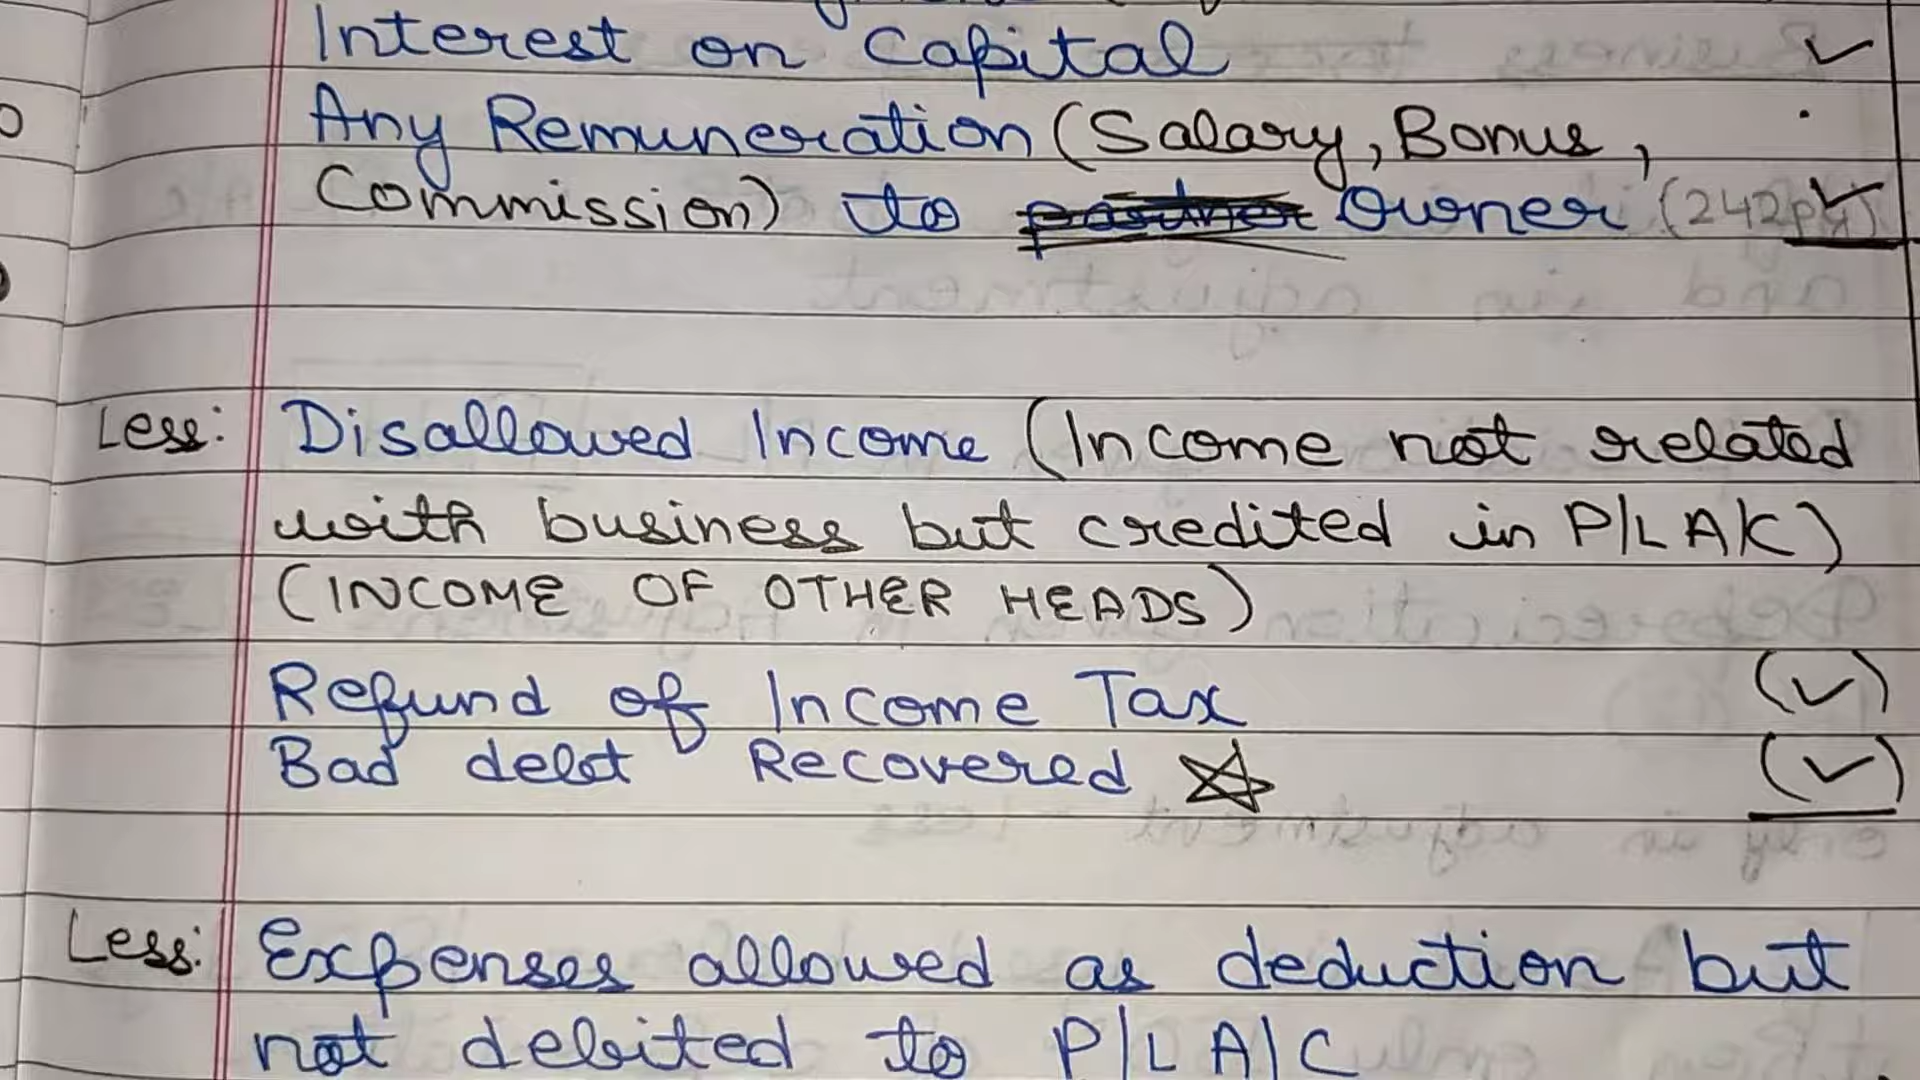 Interest on Capital
Any Remuneration (Salary, Bonus,
Commission) to partner Owner (242pg)
Less: Disallowed Income (Income not related
with business but credited in P/L A/C)
(INCOME OF OTHER HEADS)
Refund of Income Tax
Bad debt Recovered
Less: Expenses allowed as deduction but
not debited to P/L A/C